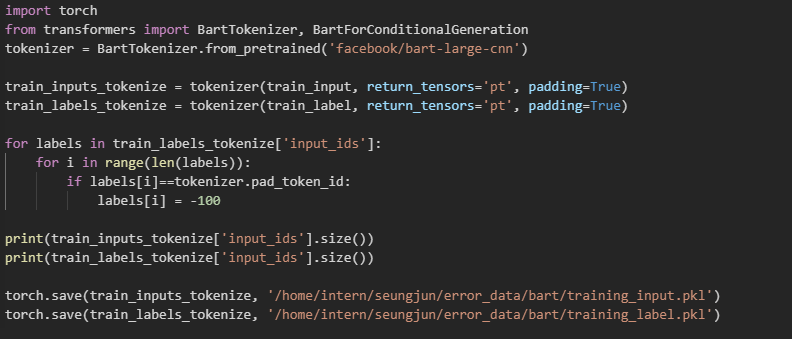 import torch
from transformers import BartTokenizer, BartForConditionalGeneration
tokenizer = BartTokenizer.from_pretrained('facebook/bart-large-cnn')

train_inputs_tokenize = tokenizer(train_input, return_tensors='pt', padding=True)
train_labels_tokenize = tokenizer(train_label, return_tensors='pt', padding=True)

for labels in train_labels_tokenize['input_ids']:
    for i in range(len(labels)):
        if labels[i]==tokenizer.pad_token_id:
            labels[i] = -100

print(train_inputs_tokenize['input_ids'].size())
print(train_labels_tokenize['input_ids'].size())

torch.save(train_inputs_tokenize, '/home/intern/seungjun/error_data/bart/training_input.pkl')
torch.save(train_labels_tokenize, '/home/intern/seungjun/error_data/bart/training_label.pkl')